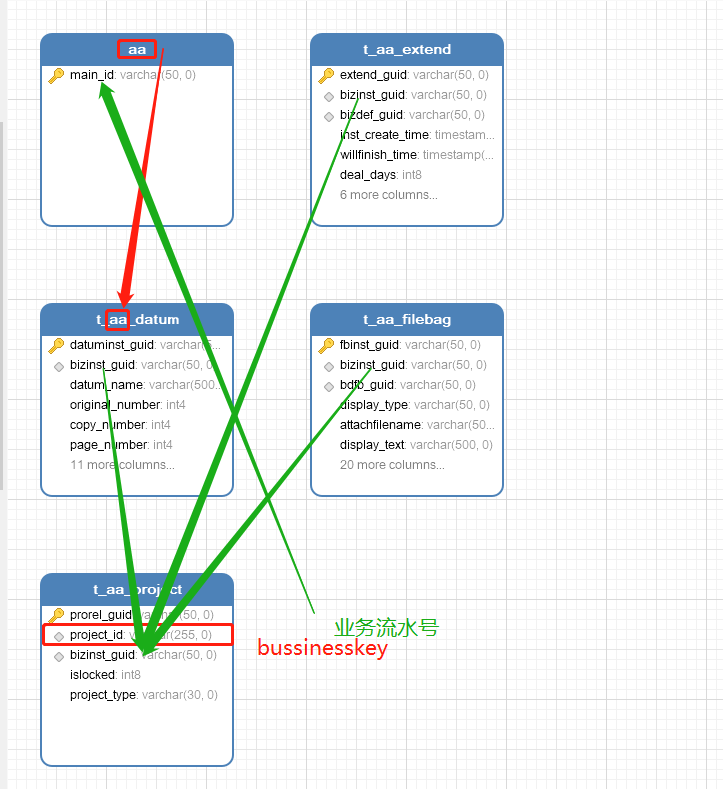 aa
main_id: varchar(50, 0)
t_aa_extend
extend_guid: varchar(50, 0)
bizinst_guid: varchar(50, 0)
bizdef_guid: varchar(50, 0)
inst_create_time: timestam...
willfinish_time: timestamp(...
deal_days: int8
6 more columns...
t_aa_datum
datuminst_guid: varchar(5...
bizinst_guid: varchar(50, 0)
datum_name: varchar(500...
original_number: int4
copy_number: int4
page_number: int4
11 more columns...
t_aa_filebag
fbinst_guid: varchar(50, 0)
bizinst_guid: varchar(50, 0)
bdfb_guid: varchar(50, 0)
display_type: varchar(50, 0)
attachfilename: varchar(50...
display_text: varchar(500, 0)
20 more columns...
t_aa_project
prorel_guid: varchar(50, 0)
project_id: varchar(255, 0)
bizinst_guid: varchar(50, 0)
islocked: int8
project_type: varchar(30, 0)
业务流水号
bussinesskey